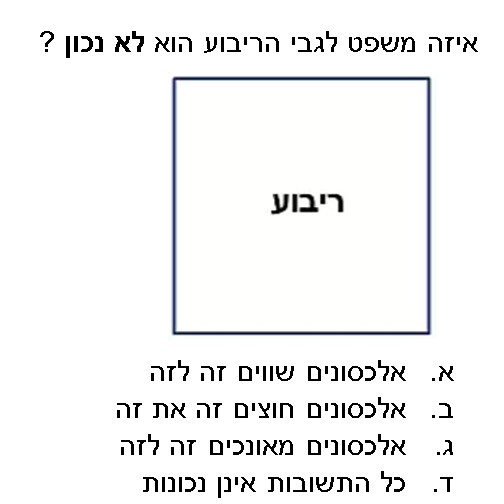 איזה משפט לגבי הריבוע הוא לא נכון ?
ריבוע
א. אלכסונים שווים זה לזה
ב. אלכסונים חוצים זה את זה
ג. אלכסונים מאונכים זה לזה
ד. כל התשובות אינן נכונות